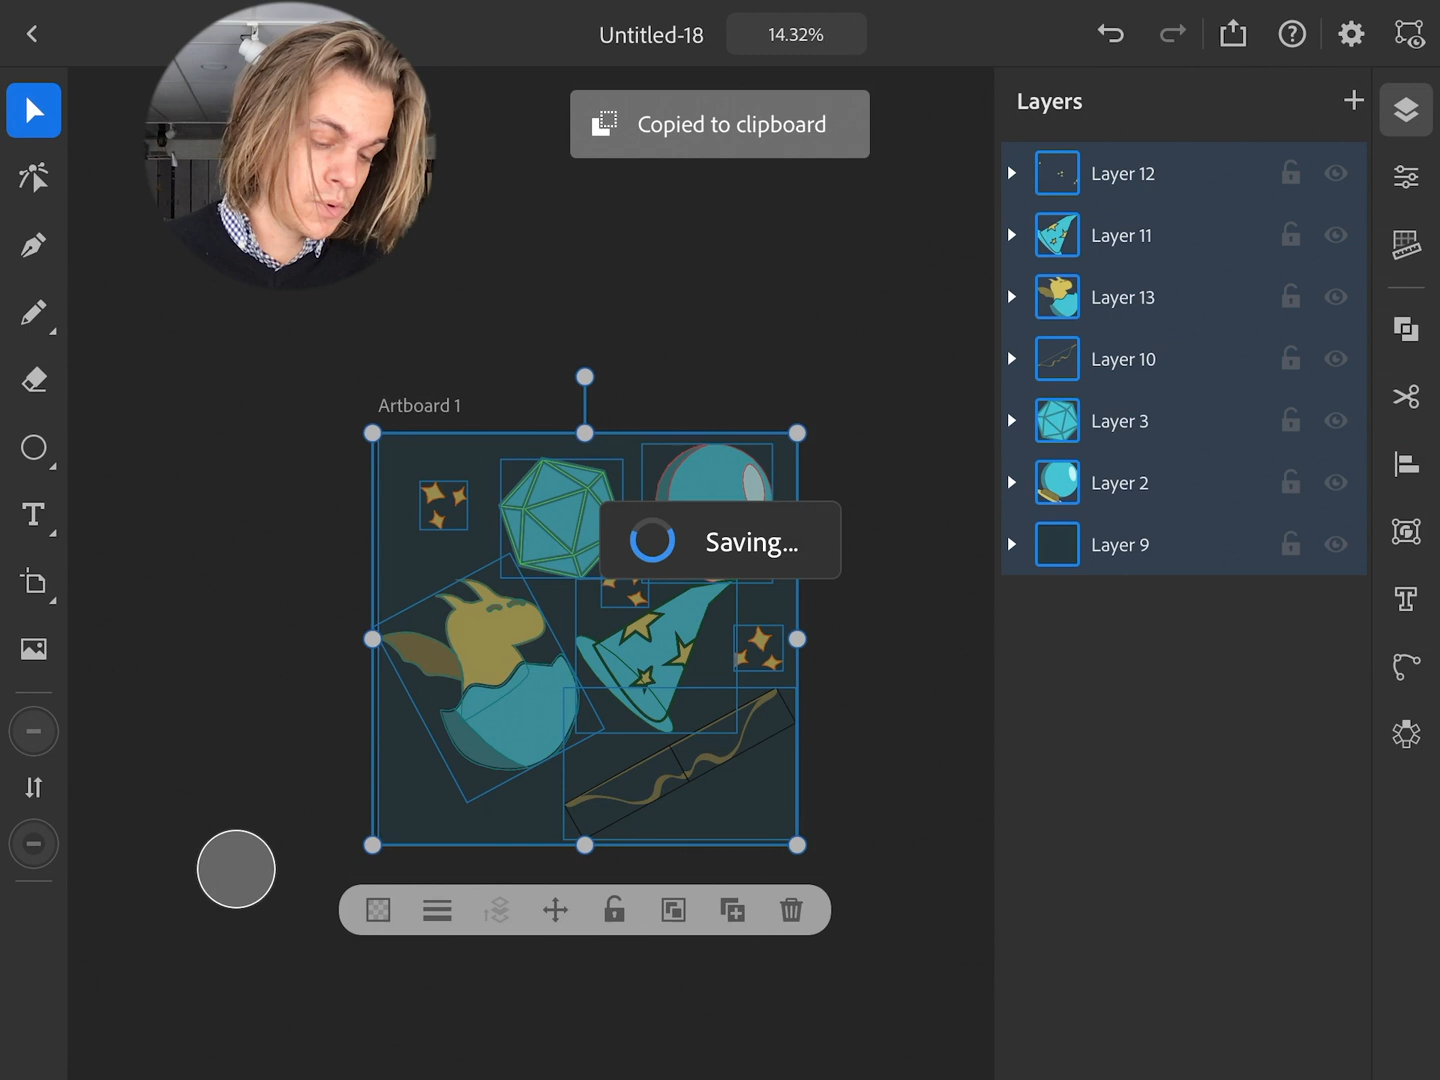 Untitled-18
14.32%
Copied to clipboard
Layers
Layer 12
Layer 11
Layer 13
Layer 10
Layer 3
Layer 2
Layer 9
Artboard 1
Saving...